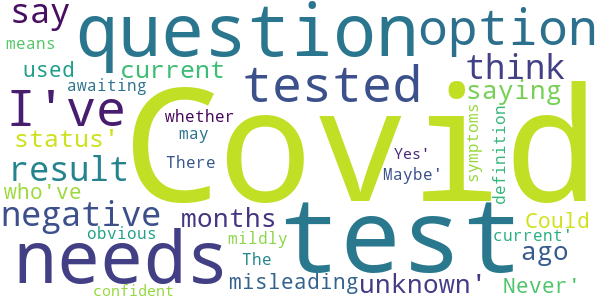 say question option
means
used current think
awaiting saying
I've tested
Covid
whether
status' may
There Yes'
result Maybe'
symptoms
definition
who've
negative months test Could
obvious
needs mildly current'
The ago
misleading unknown' Never'
confident